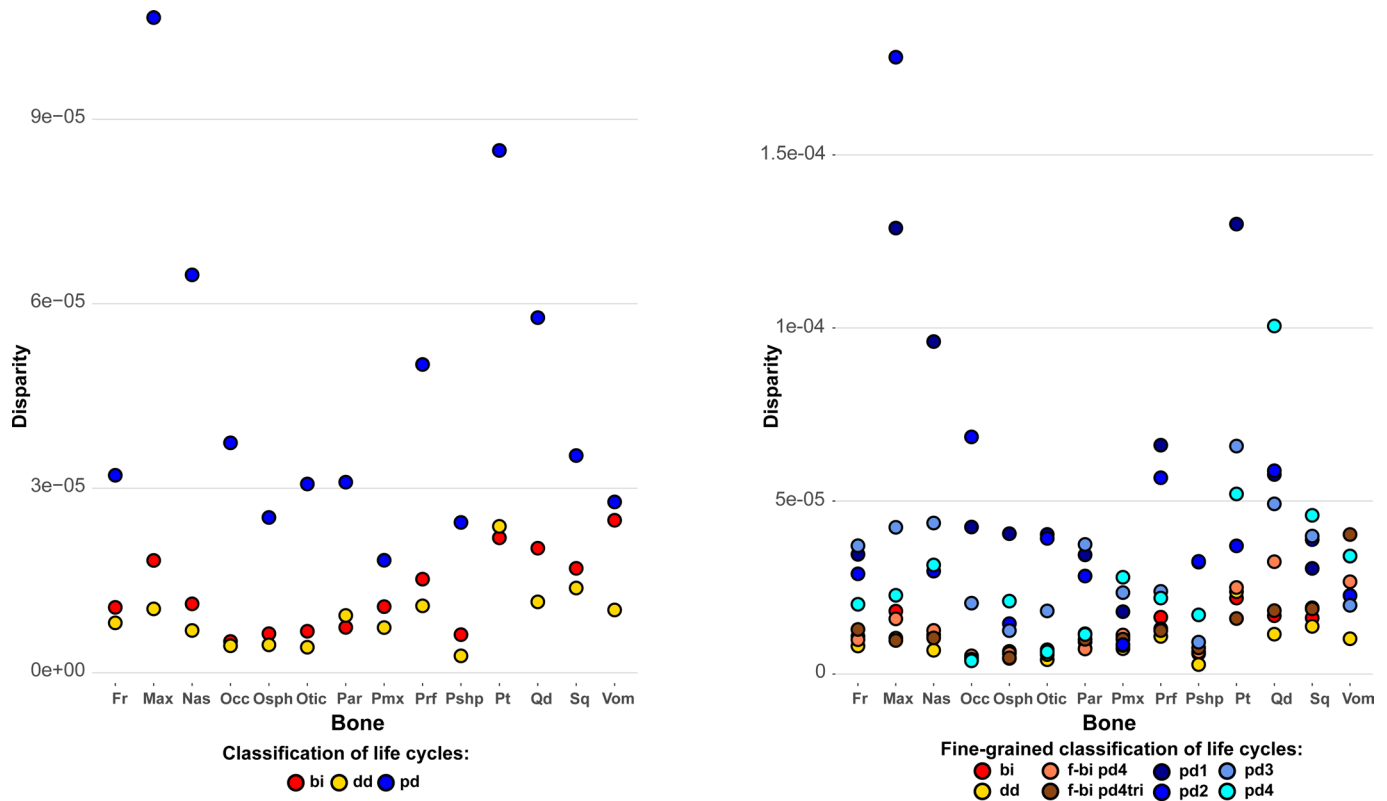 9e−05
6e−05
3e−05
0e+00
Disparity
Fr Max Nas Occ Osph Otic Par Pmx Prf Pshp Pt Qd Sq Vom
Bone
Classification of life cycles:
bi dd pd
1.5e-04
1e-04
5e-05
0
Disparity
Fr Max Nas Occ Osph Otic Par Pmx Prf Pshp Pt Qd Sq Vom
Bone
Fine-grained classification of life cycles:
bi f-bi pd4 pd1 pd3
dd f-bi pd4tri pd2 pd4